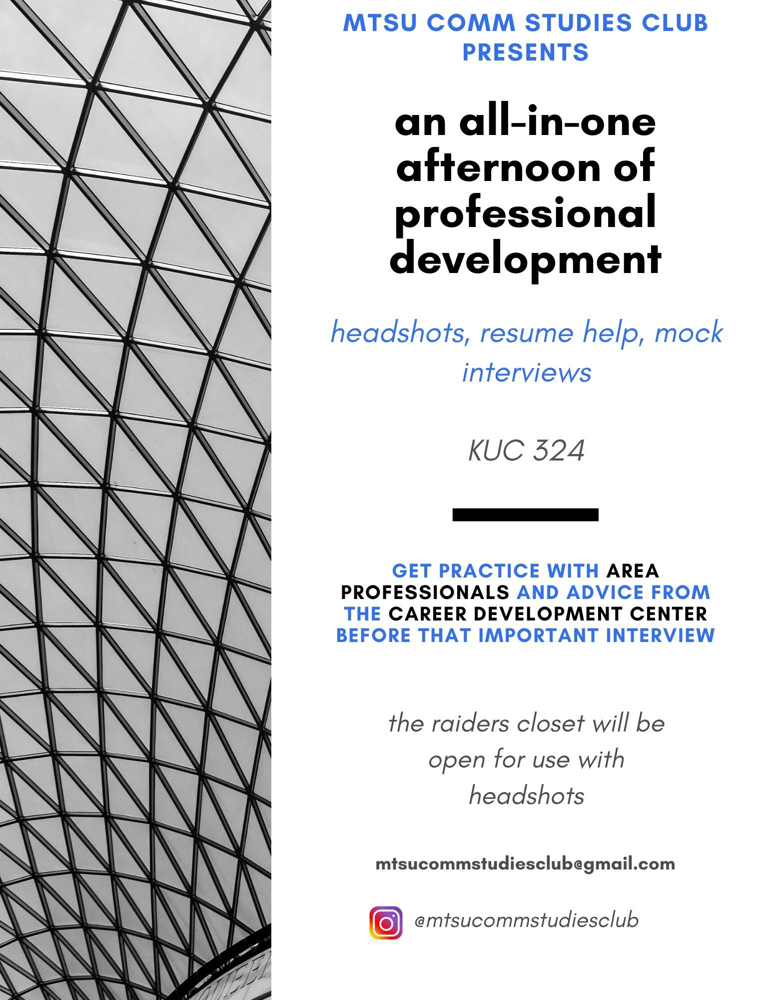 MTSU COMM STUDIES CLUB
PRESENTS
an all-in-one
afternoon of
professional
development
headshots, resume help, mock
interviews
KUC 324
GET PRACTICE WITH AREA
PROFESSIONALS AND ADVICE FROM
THE CAREER DEVELOPMENT CENTER
BEFORE THAT IMPORTANT INTERVIEW
the raiders closet will be
open for use with
headshots
mtsucommstudiesclub@gmail.com
@mtsucommstudiesclub